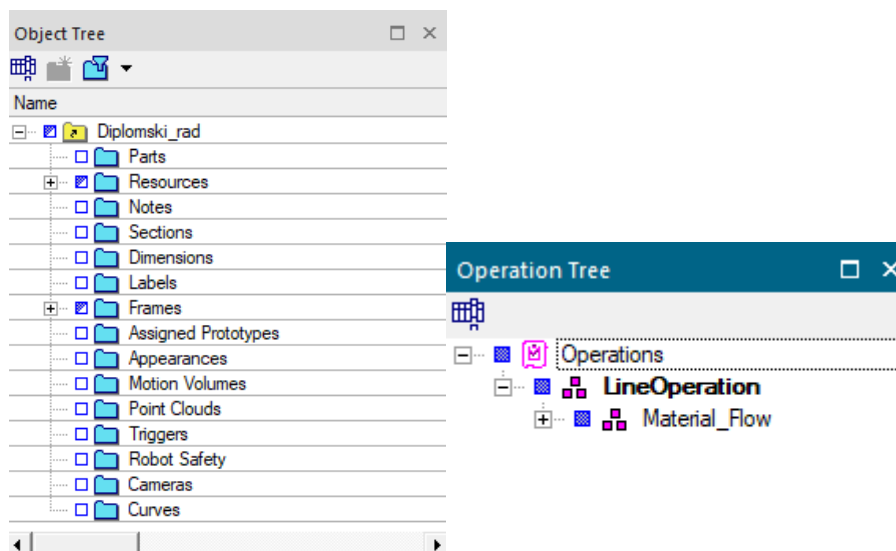 Object Tree
Name
Diplomski_rad
Parts
Resources
Notes
Sections
Dimensions
Labels
Frames
Assigned Prototypes
Appearances
Motion Volumes
Point Clouds
Triggers
Robot Safety
Cameras
Curves
Operation Tree
Operations
LineOperation
Material_Flow